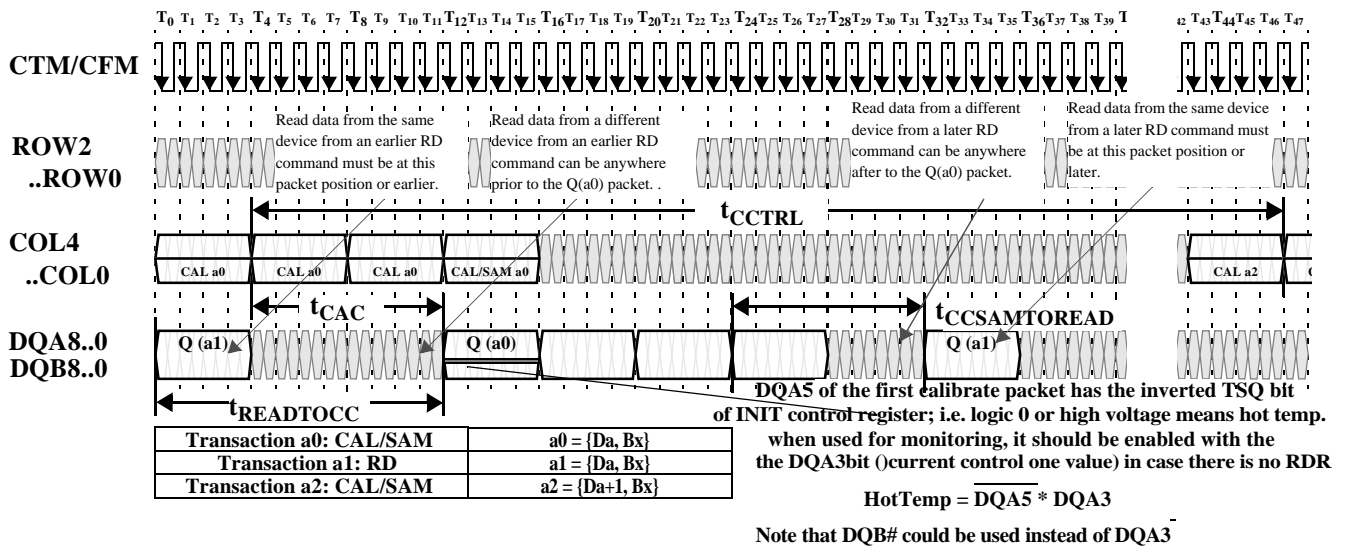 T0 T1 T2 T3 T4 T5 T6 T7 T8 T9 T10 T11 T12 T13 T14 T15 T16 T17 T18 T19 T20 T21 T22 T23 T24 T25 T26 T27 T28 T29 T30 T31 T32 T33 T34 T35 T36 T37 T38 T39 42 T43 T44 T45 T46 T47
CTM/CFM
Read data from the same
device from an earlier RD
command must be at this
packet position or earlier.
Read data from a different
device from an earlier RD
command can be anywhere
prior to the Q(a0) packet. .
Read data from a different
device from a later RD
command can be anywhere
after to the Q(a0) packet.
Read data from the same device
from a later RD command must
be at this packet position or
later.
ROW2
..ROW0
tCCTRL
COL4
..COL0
CAL a0 CAL a0 CAL a0 CAL/SAM a0 CAL a2
tCAC
tCCSAMTOREAD
DQA8..0
DQB8..0
Q (a1) Q (a0) Q (a1)
tREADTOCC
DQA5 of the first calibrate packet has the inverted TSQ bit
of INIT control register; i.e. logic 0 or high voltage means hot temp.
when used for monitoring, it should be enabled with the
the DQA3bit ()current control one value) in case there is no RDR
Transaction a0: CAL/SAM a0 = {Da, Bx}
Transaction a1: RD a1 = {Da, Bx}
Transaction a2: CAL/SAM a2 = {Da+1, Bx}
HotTemp = DQA5 * DQA3
Note that DQB# could be used instead of DQA3